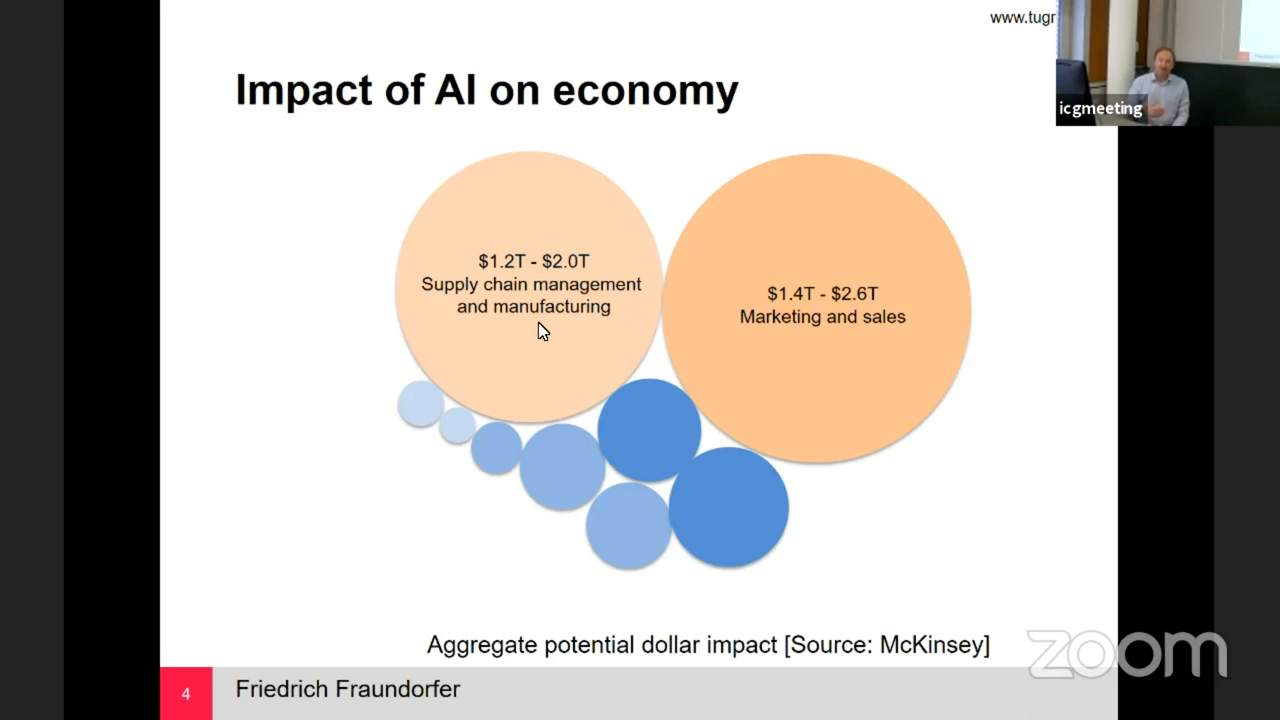 www.tugr
Impact of AI on economy
icgmeeting
$1.2T - $2.0T
Supply chain management
and manufacturing
$1.4T - $2.6T
Marketing and sales
Aggregate potential dollar impact [Source: McKinsey]
zoom
4
Friedrich Fraundorfer